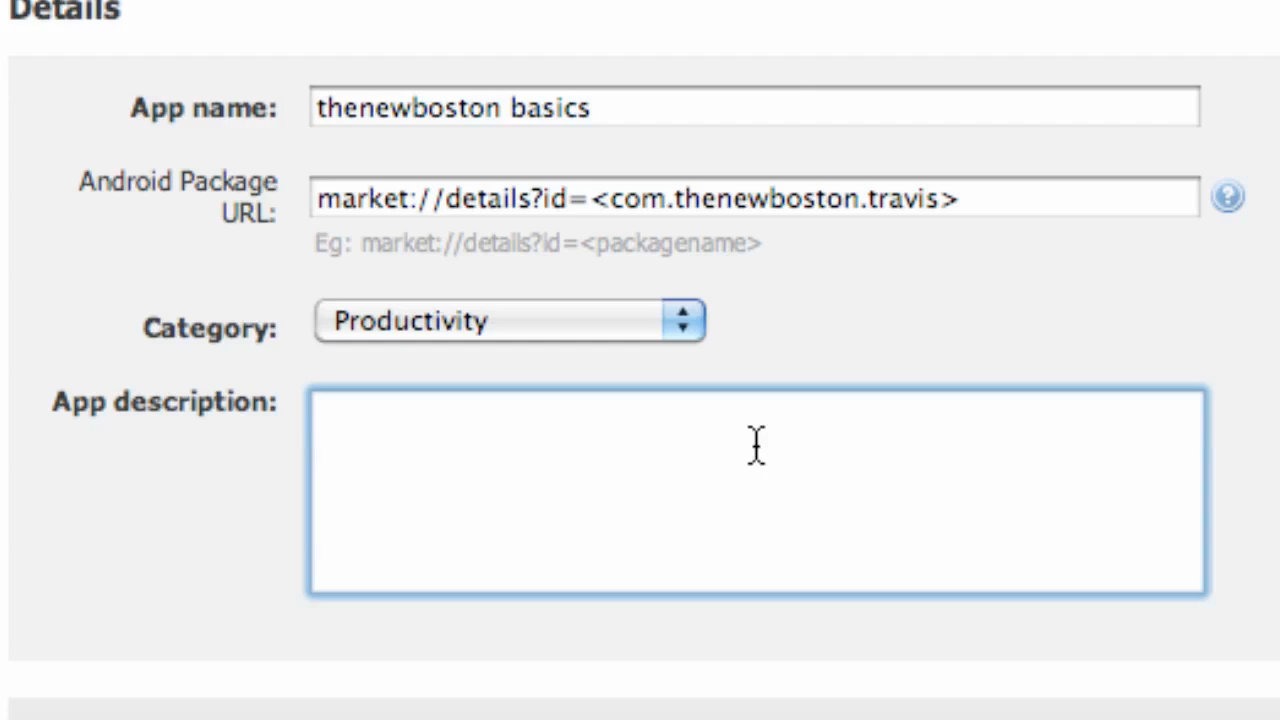 Details
App name:
thenewboston basics
Android Package
URL:
market://details?id=<com.thenewboston.travis>
Eg: market://details?id=<packagename>
Category:
Productivity
App description: